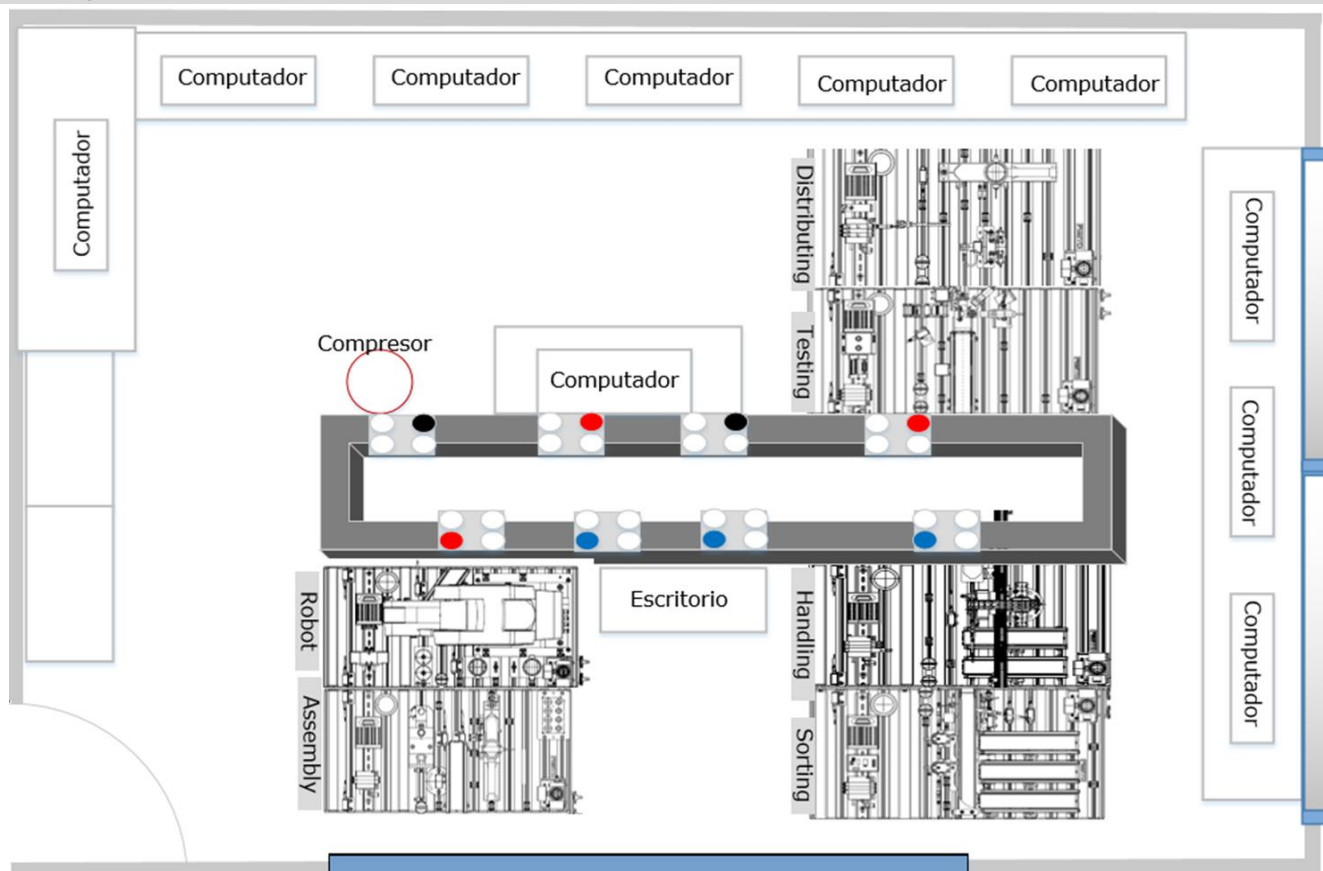 Computador
Computador
Computador
Computador
Computador
Computador
Distributing
Computador
Testing
Compresor
Computador
Computador
Robot
Escritorio
Handling
Computador
Assembly
Sorting